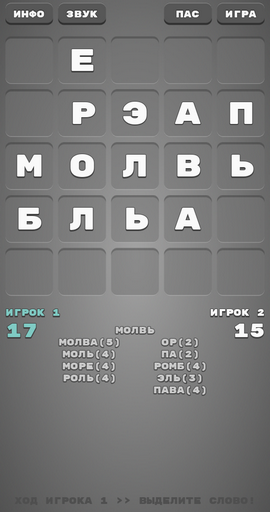 ИНФО ЗВУК ПАС ИГРА
Е
Р Э А П
М О Л В Ь
Б Л Ь А
ИГРОК 1 ИГРОК 2
17 МОЛВЬ 15
МОЛВА(5) ОР(2)
МОЛЬ(4) ПА(2)
МОРЕ(4) РОМБ(4)
РОЛЬ(4) ЭЛЬ(3)
ПАВА(4)
ХОД ИГРОКА 1 >> ВЫДЕЛИТЕ СЛОВО!